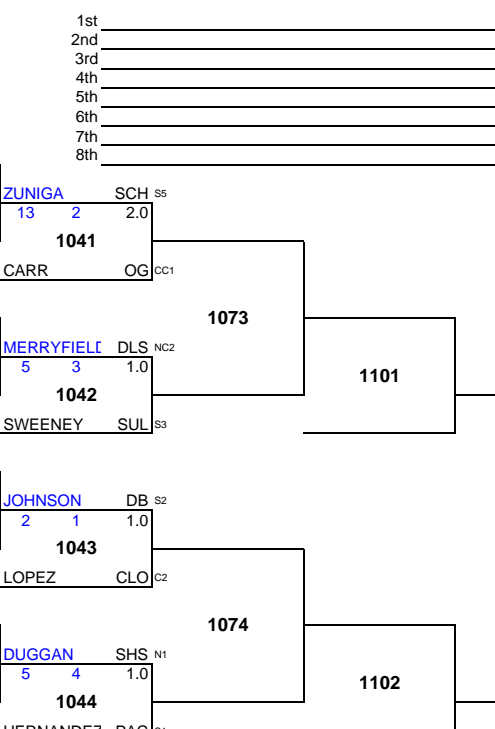 1st
2nd
3rd
4th
5th
6th
7th
8th
ZUNIGA SCH S5
13 2 2.0
1041
CARR OG CC1
1073
MERRYFIEL DLS NC2
5 3 1.0
1101
1042
SWEENEY SUL S3
JOHNSON DB S2
2 1 1.0
1043
LOPEZ CLO C2
1074
DUGGAN SHS N1
5 4 1.0
1102
1044
HERNANDEZ